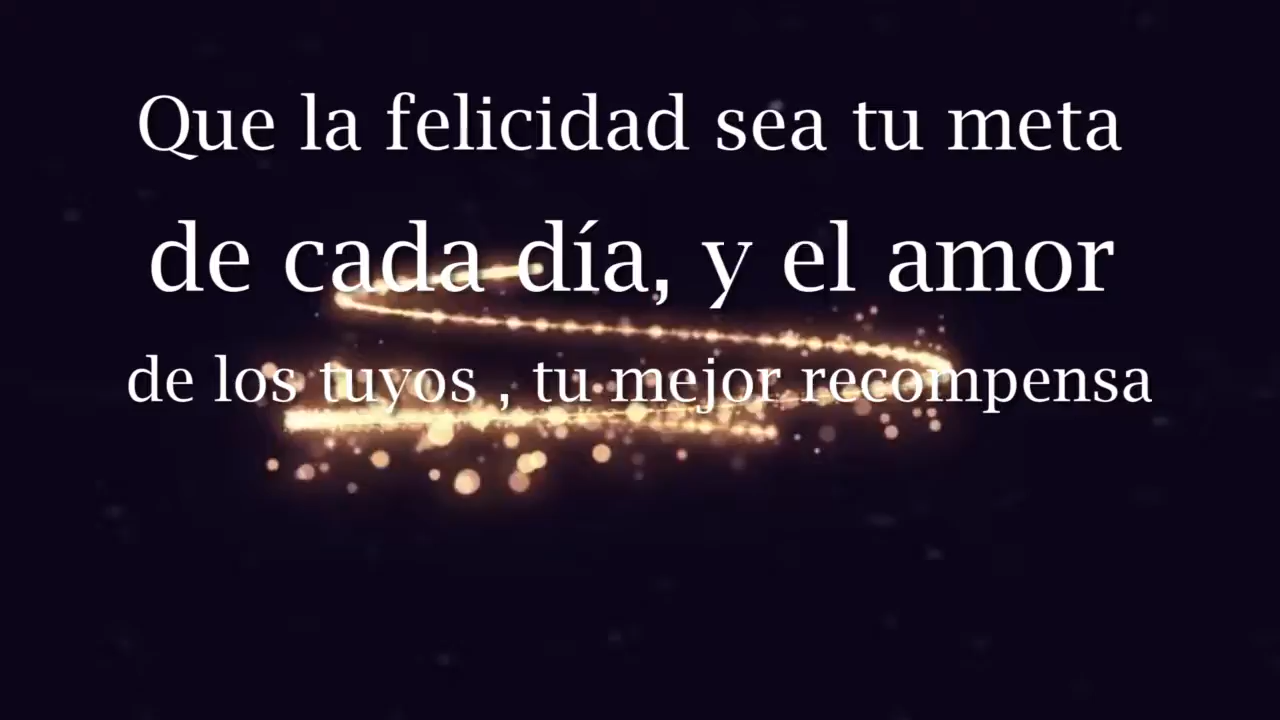 Que la felicidad sea tu meta
de cada día, y el amor
de los tuyos , tu mejor recompensa